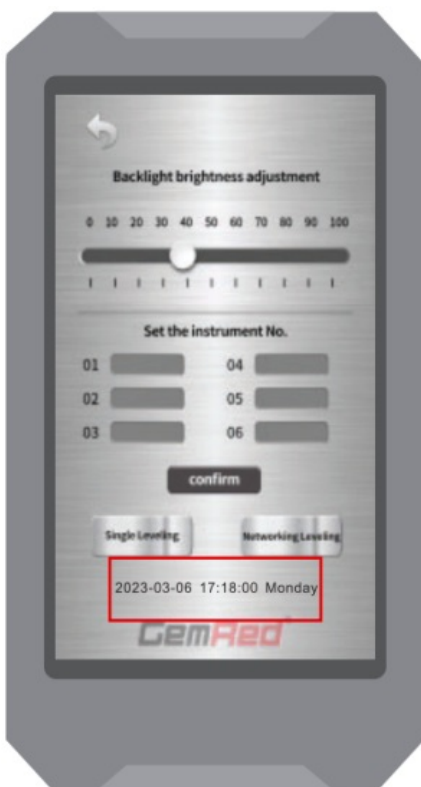 Backlight brightness adjustment
0 10 20 30 40 50 60 70 80 90 100
Set the instrument No.
01 04
02 05
03 06
confirm
Single Leveling Networking Leveling
2023-03-06 17:18:00 Monday
GemRed